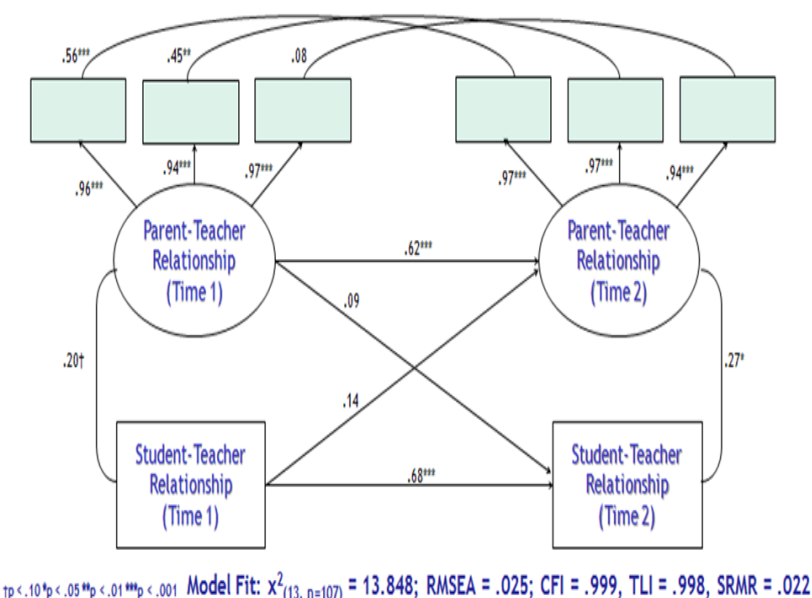 .56*** .45** .08
.96*** .94*** .97*** .97*** .97*** .94***
Parent-Teacher
Relationship
(Time 1)
Parent-Teacher
Relationship
(Time 2)
.62***
.09
.20†
.27*
.14
Student-Teacher
Relationship
(Time 1)
Student-Teacher
Relationship
(Time 2)
.68***
†p < .10 *p < .05 **p < .01 ***p < .001 Model Fit: x²(13, n=107) = 13.848; RMSEA = .025; CFI = .999, TLI = .998, SRMR = .022